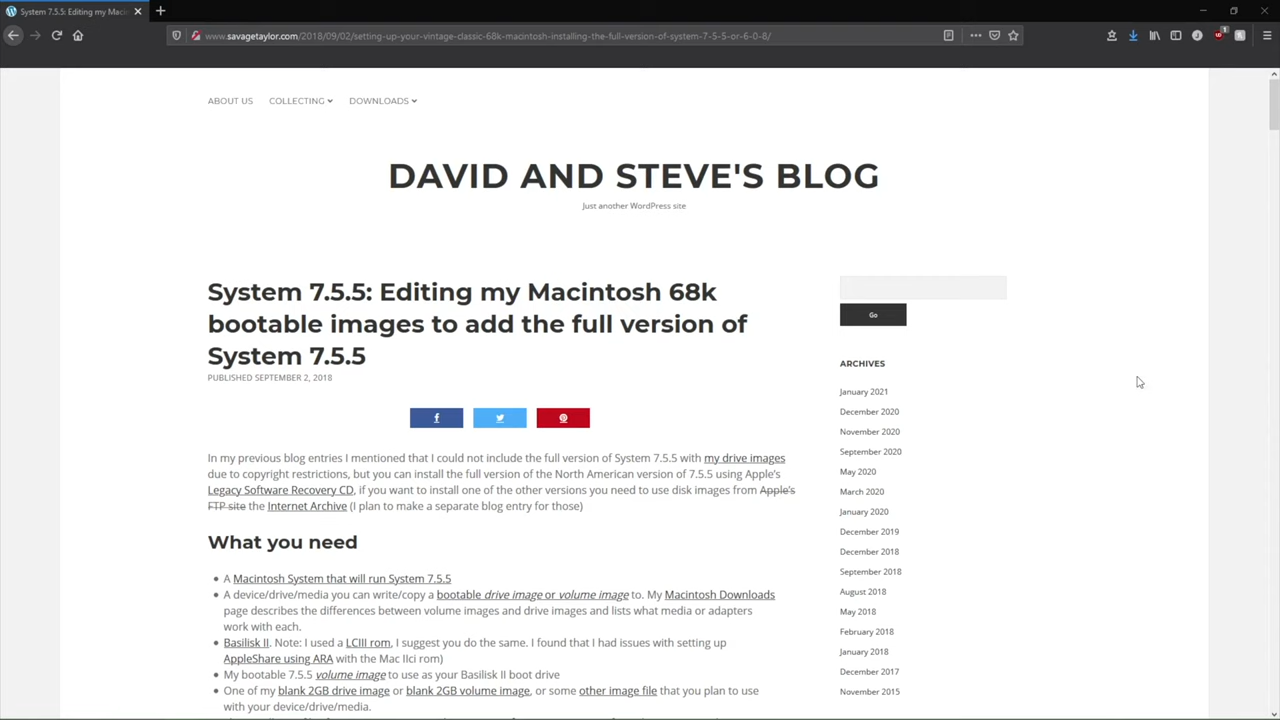 System 7.5.5: Editing my Macin
www.savagetaylor.com/2018/09/02/setting-up-your-vintage-classic-68k-macintosh-installing-the-full-version-of-system-7-5-5-or-6-0-8/
ABOUT US COLLECTING DOWNLOADS
DAVID AND STEVE'S BLOG
Just another WordPress site
System 7.5.5: Editing my Macintosh 68k
bootable images to add the full version of
System 7.5.5
PUBLISHED SEPTEMBER 2, 2018
In my previous blog entries I mentioned that I could not include the full version of System 7.5.5 with my drive images
due to copyright restrictions, but you can install the full version of the North American version of 7.5.5 using Apple's
Legacy Software Recovery CD, if you want to install one of the other versions you need to use disk images from Apple's
FTP site the Internet Archive (I plan to make a separate blog entry for those)
What you need
A Macintosh System that will run System 7.5.5
A device/drive/media you can write/copy a bootable drive image or volume image to. My Macintosh Downloads
page describes the differences between volume images and drive images and lists what media or adapters
work with each.
Basilisk II. Note: I used a LCIII rom, I suggest you do the same. I found that I had issues with setting up
AppleShare using ARA with the Mac IIci rom)
My bootable 7.5.5 volume image to use as your Basilisk II boot drive
One of my blank 2GB drive image or blank 2GB volume image, or some other image file that you plan to use
with your device/drive/media.
Go
ARCHIVES
January 2021
December 2020
November 2020
September 2020
May 2020
March 2020
January 2020
December 2019
December 2018
September 2018
August 2018
May 2018
February 2018
January 2018
December 2017
November 2015